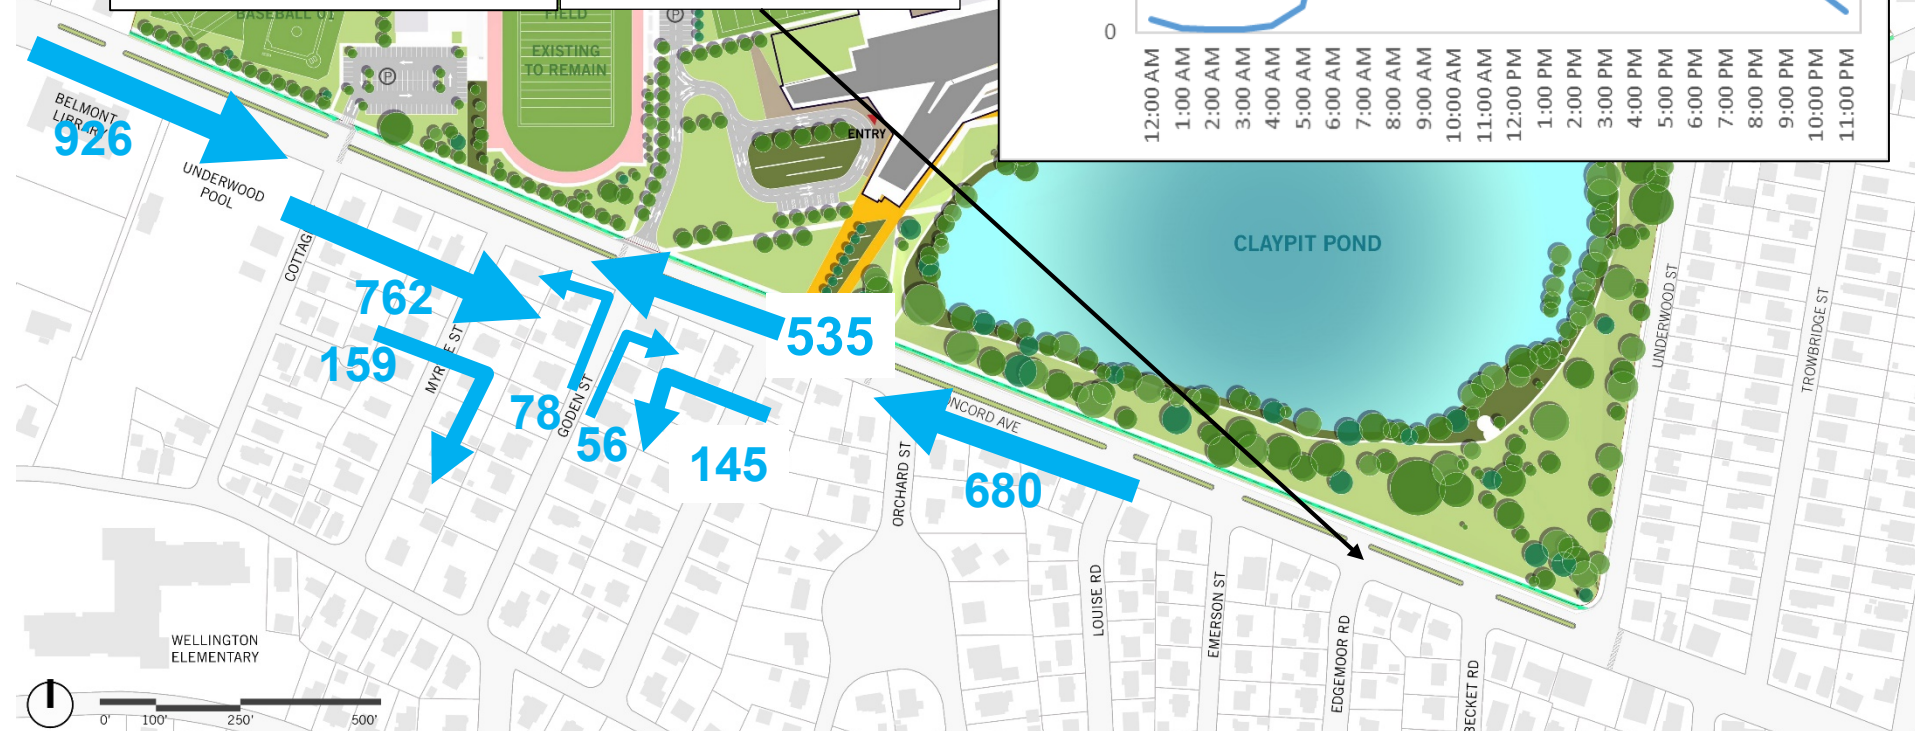 BASEBALL 01
FIELD
EXISTING
TO REMAIN
P
P
ENTRY
0
12:00 AM
1:00 AM
2:00 AM
3:00 AM
4:00 AM
5:00 AM
6:00 AM
7:00 AM
8:00 AM
9:00 AM
10:00 AM
11:00 AM
12:00 PM
1:00 PM
2:00 PM
3:00 PM
4:00 PM
5:00 PM
6:00 PM
7:00 PM
8:00 PM
9:00 PM
10:00 PM
11:00 PM
BELMONT
LIBRARY
926
UNDERWOOD
POOL
COTTAG
762
159
MYR E ST
78
GODEN ST
56
145
535
680
NCORD AVE
ORCHARD ST
CLAYPIT POND
UNDERWOOD ST
TROWBRIDGE ST
LOUISE RD
EMERSON ST
EDGEMOOR RD
BECKET RD
WELLINGTON
ELEMENTARY
0' 100' 250' 500'